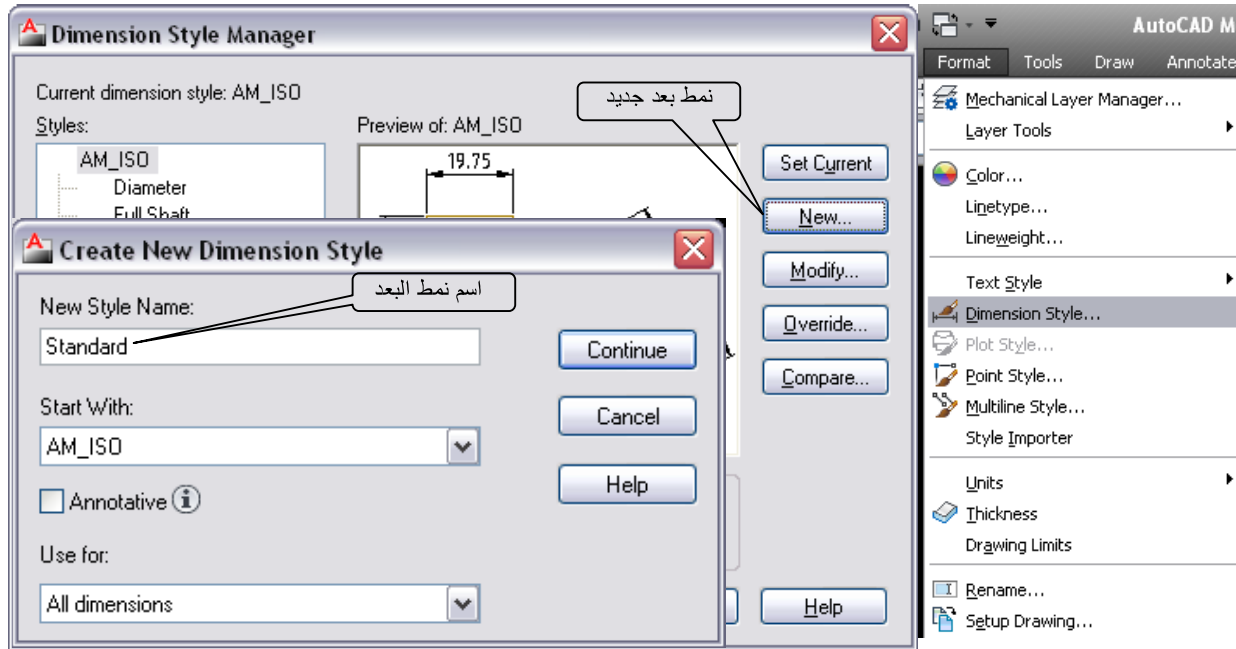 Dimension Style Manager
Current dimension style: AM_ISO
Styles:
AM_ISO
Diameter
Full Shaft
Preview of: AM_ISO
19.75
نمط بعد جديد
Set Current
New...
Modify...
Override...
Compare...
Help
Create New Dimension Style
New Style Name:
اسم نمط البعد
Standard
Start With:
AM_ISO
Annotative
Use for:
All dimensions
Continue
Cancel
Help
AutoCAD M
Format Tools Draw Annotate
Mechanical Layer Manager...
Layer Tools
Color...
Linetype...
Lineweight...
Text Style
Dimension Style...
Plot Style...
Point Style...
Multiline Style...
Style Importer
Units
Thickness
Drawing Limits
Rename...
Setup Drawing...